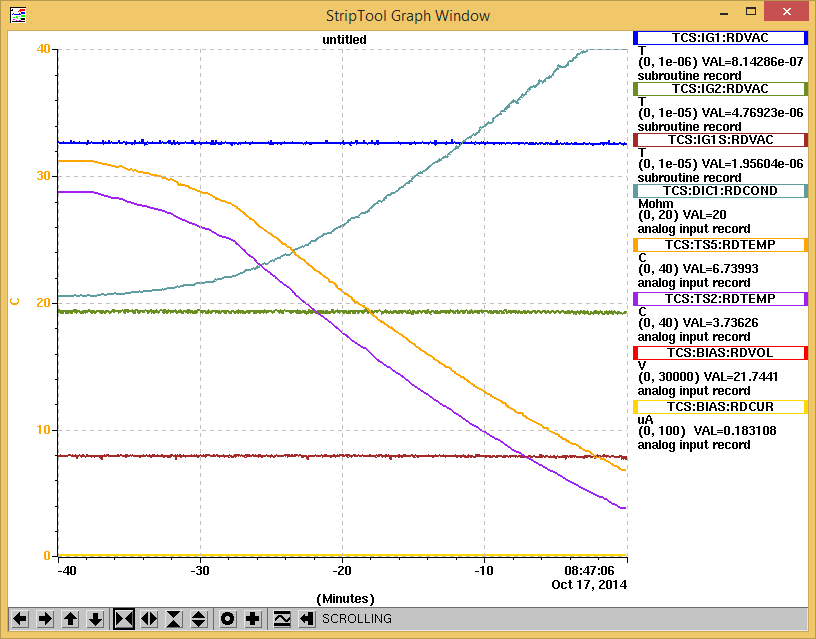 StripTool Graph Window
untitled
40
30
20
10
0
C
-40
-30
-20
-10
08:47:06
Oct 17, 2014
(Minutes)
TCS:IG1:RDVAC
T
(0, 1e-06) VAL=8.14286e-07
subroutine record
TCS:IG2:RDVAC
T
(0, 1e-05) VAL=4.76923e-06
subroutine record
TCS:IG1S:RDVAC
T
(0, 1e-05) VAL=1.95604e-06
subroutine record
TCS:DIC1:RDCOND
Mohm
(0, 20) VAL=20
analog input record
TCS:TS5:RDTEMP
C
(0, 40) VAL=6.73993
analog input record
TCS:TS2:RDTEMP
C
(0, 40) VAL=3.73626
analog input record
TCS:BIAS:RDVOL
V
(0, 30000) VAL=21.7441
analog input record
TCS:BIAS:RDCUR
uA
(0, 100) VAL=0.183108
analog input record
SCROLLING